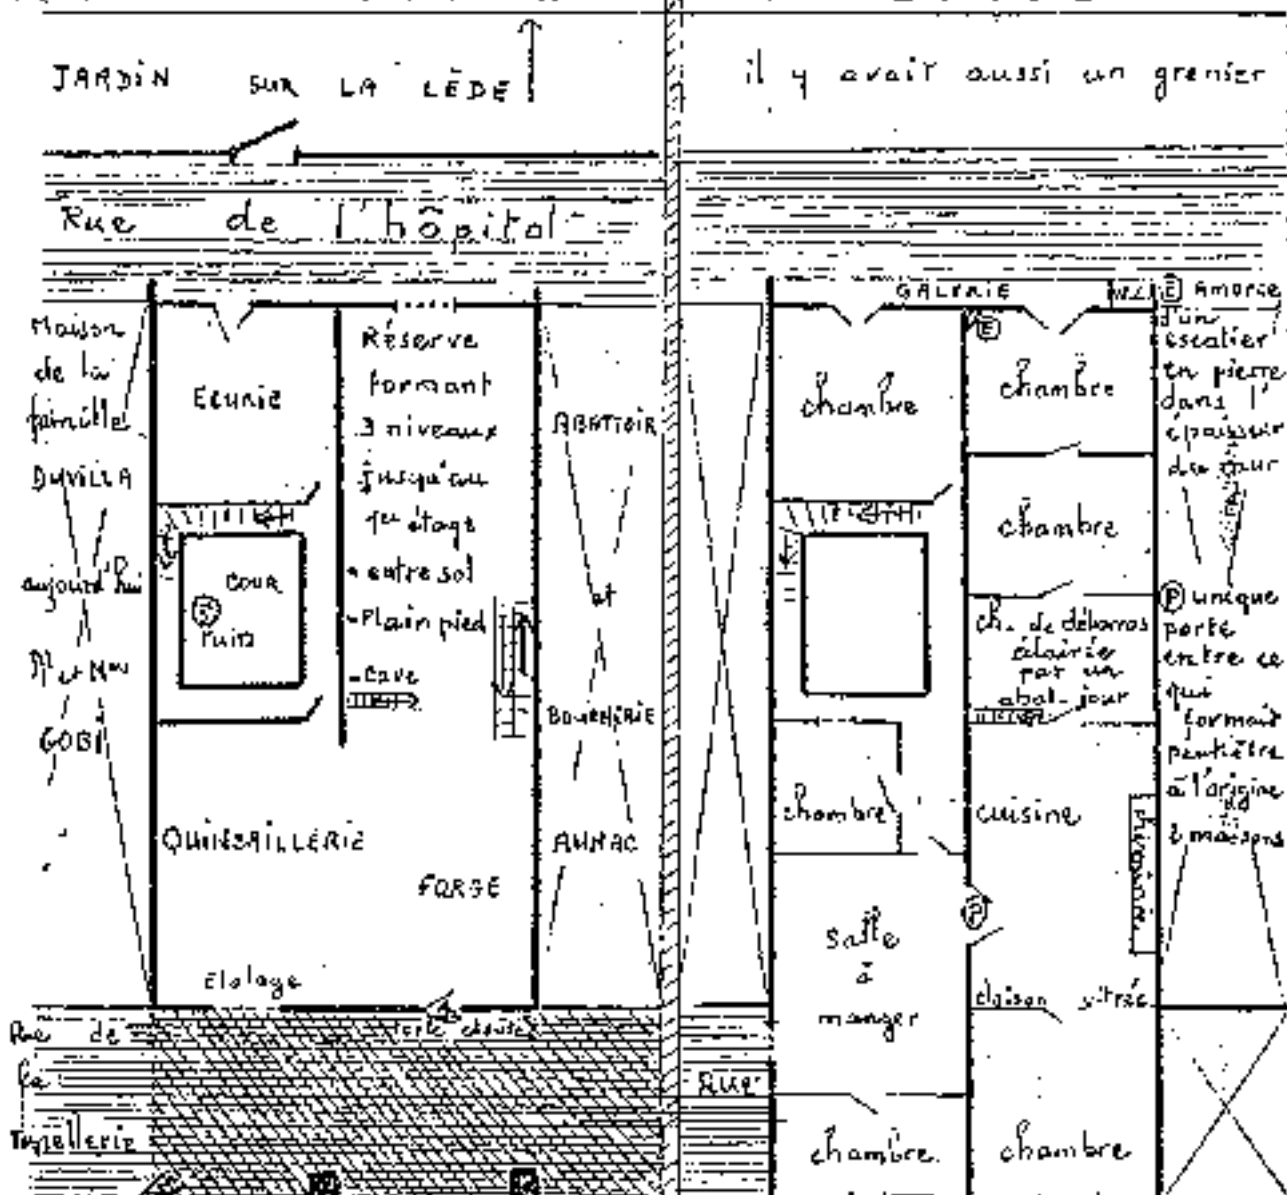 JARDIN SUR LA LÈDE
Rue de l'hôpital
Maison
de la
famille
DUVILLA
aujourd'hui
Mr et Mme
GOBI
ECURIE
Réserve
formant
3 niveaux
jusqu'au
1er étage
- entre sol
- Plain pied
- Cave
COUR
Puits
ABATTOIR
et
BOUCHERIE
AUNAC
QUINCAILLERIE
FORGE
Etalage
Rue de
la
il y avait aussi un grenier
GALERIE
chambre
E
chambre
chambre
ch. de débarras
éclairée
par un
abat-jour
chambre
cuisine
P
salle
à
manger
cloison vitrée
Rue
chambre
chambre
E Amorce
d'un
escalier
en pierre
dans l'
épaisseur
du mur
P unique
porte
entre ce
qui
formait
peutêtre
à l'origine
2 maisons